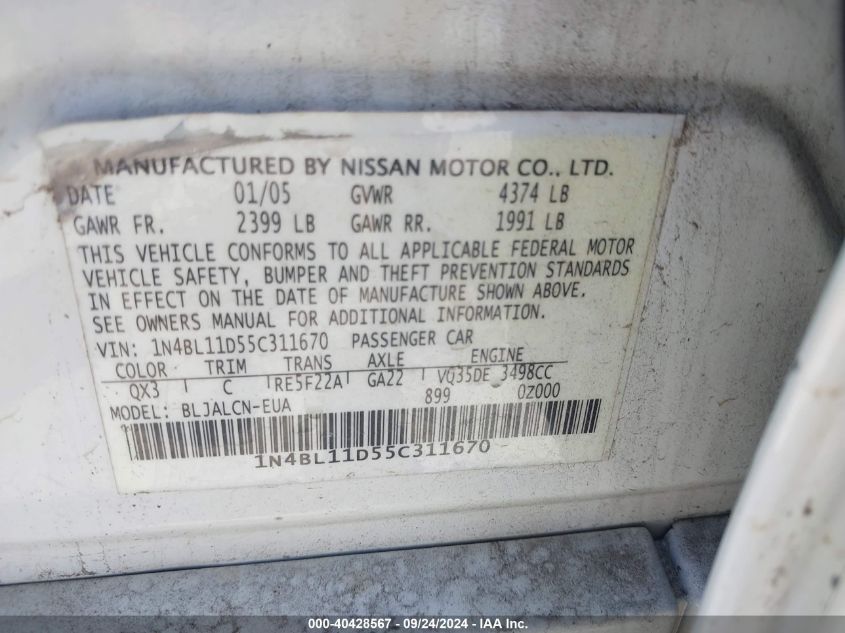 MANUFACTURED BY NISSAN MOTOR CO., LTD.
DATE 01/05 GVWR 4374 LB
GAWR FR. 2399 LB GAWR RR. 1991 LB
THIS VEHICLE CONFORMS TO ALL APPLICABLE FEDERAL MOTOR
VEHICLE SAFETY, BUMPER AND THEFT PREVENTION STANDARDS
IN EFFECT ON THE DATE OF MANUFACTURE SHOWN ABOVE.
SEE OWNERS MANUAL FOR ADDITIONAL INFORMATION.
VIN: 1N4BL11D55C311670 PASSENGER CAR
COLOR TRIM TRANS AXLE ENGINE
QX3 C RE5F22A GA22 VQ35DE 3498CC
MODEL: BLJALCN-EUA 899 0Z000
1N4BL11D55C311670
000-40428567 - 09/24/2024 - IAA Inc.